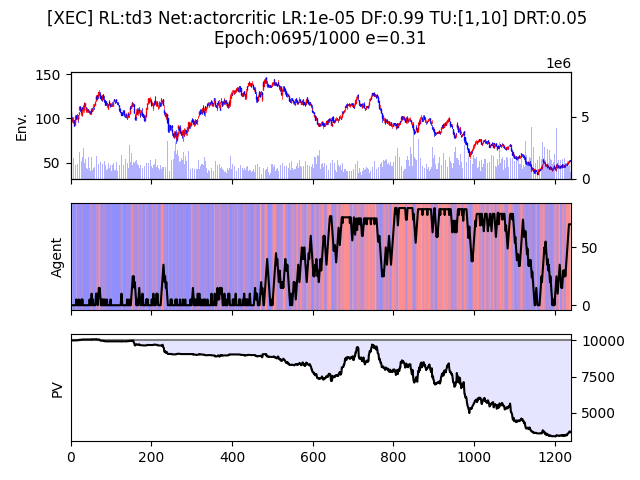 [XEC] RL:td3 Net:actorcritic LR:1e-05 DF:0.99 TU:[1,10] DRT:0.05
Epoch:0695/1000 e=0.31
1e6
150
100
50
Env.
5
0
Agent
50
0
PV
10000
7500
5000
0
200
400
600
800
1000
1200